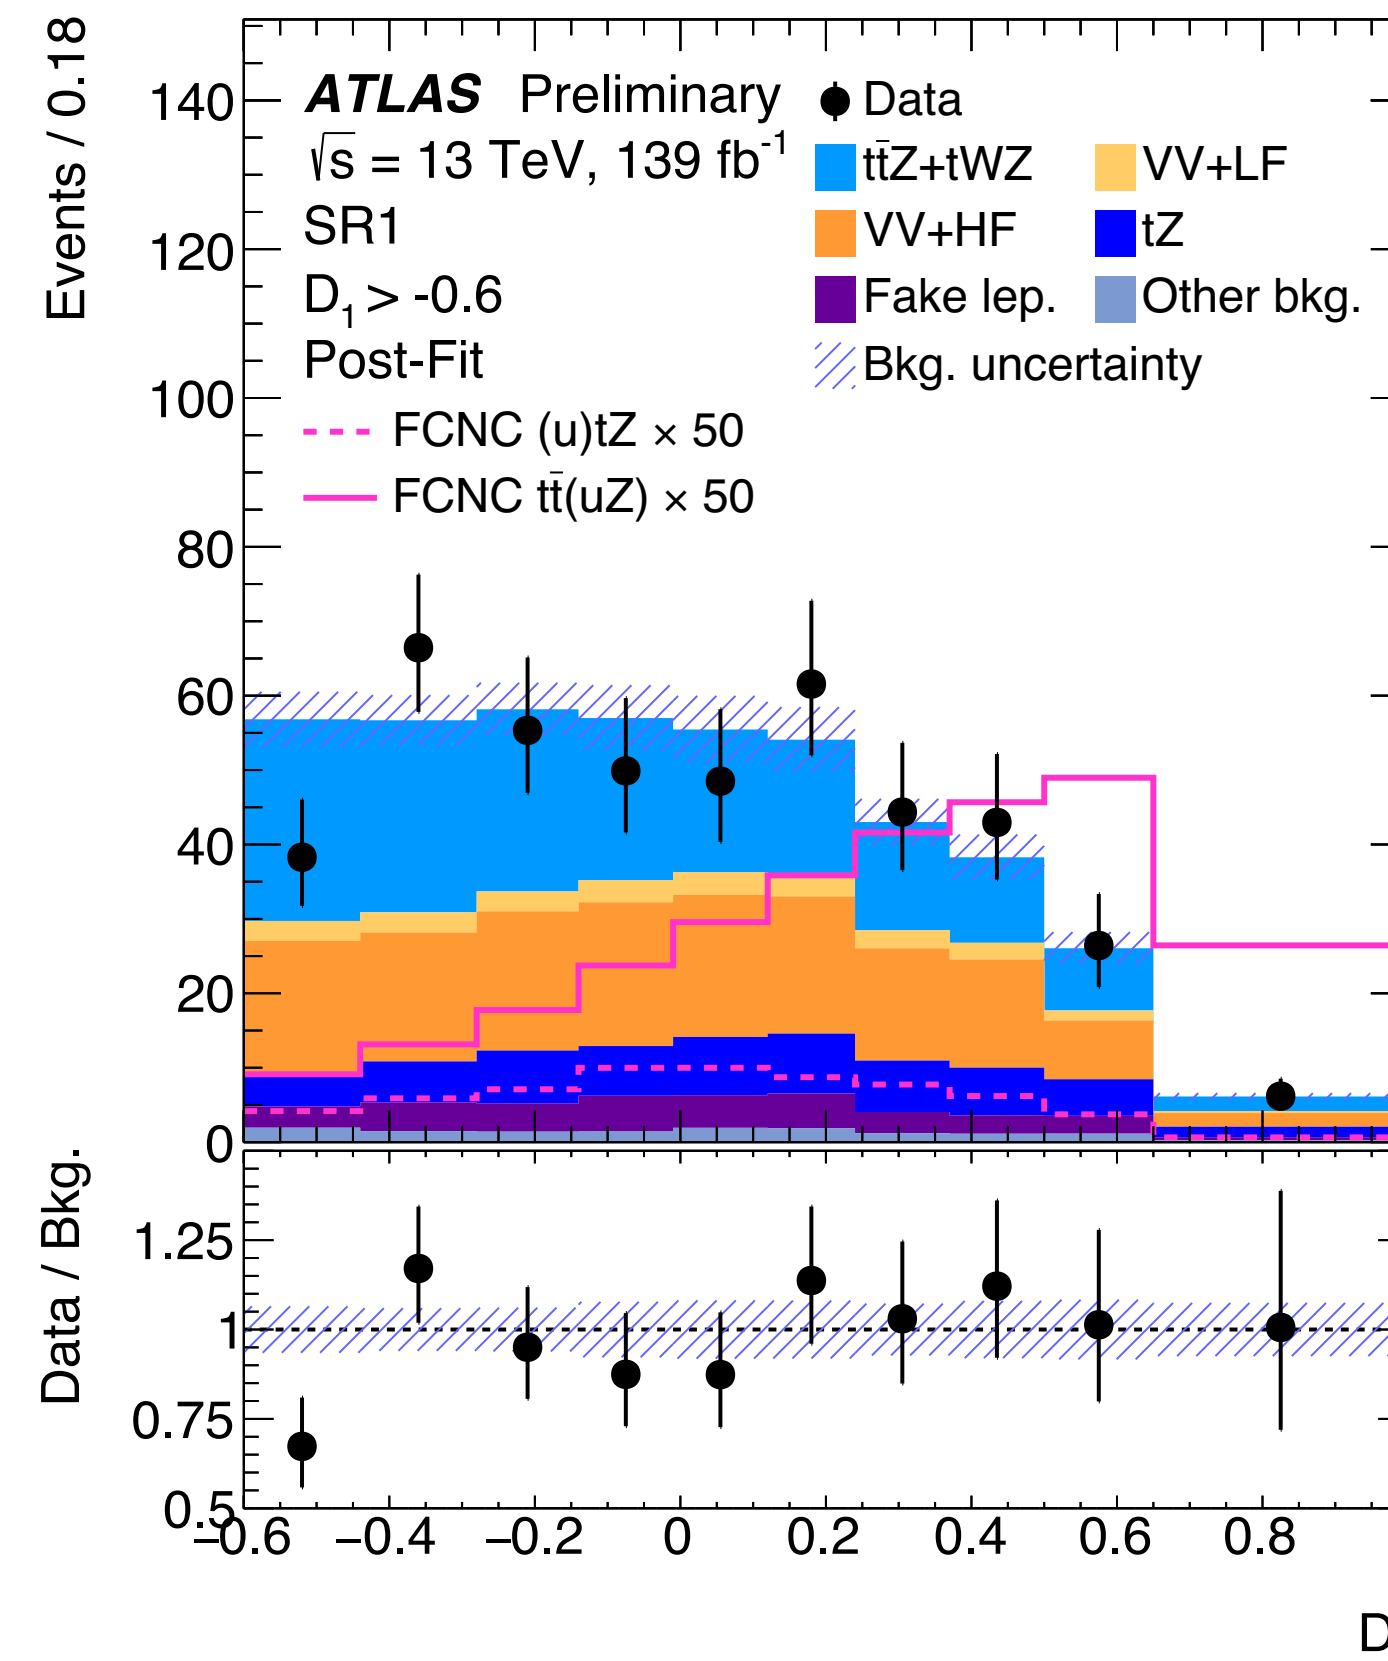 Events / 0.18
140
120
100
80
60
40
20
0
ATLAS Preliminary
√s = 13 TeV, 139 fb⁻¹
SR1
D₁ > -0.6
Post-Fit
FCNC (u)tZ × 50
FCNC tt̄(uZ) × 50
Data
tt̄Z+tWZ VV+LF
VV+HF tZ
Fake lep. Other bkg.
Bkg. uncertainty
Data / Bkg.
1.25
1
0.75
0.5
−0.6 −0.4 −0.2 0 0.2 0.4 0.6 0.8
D